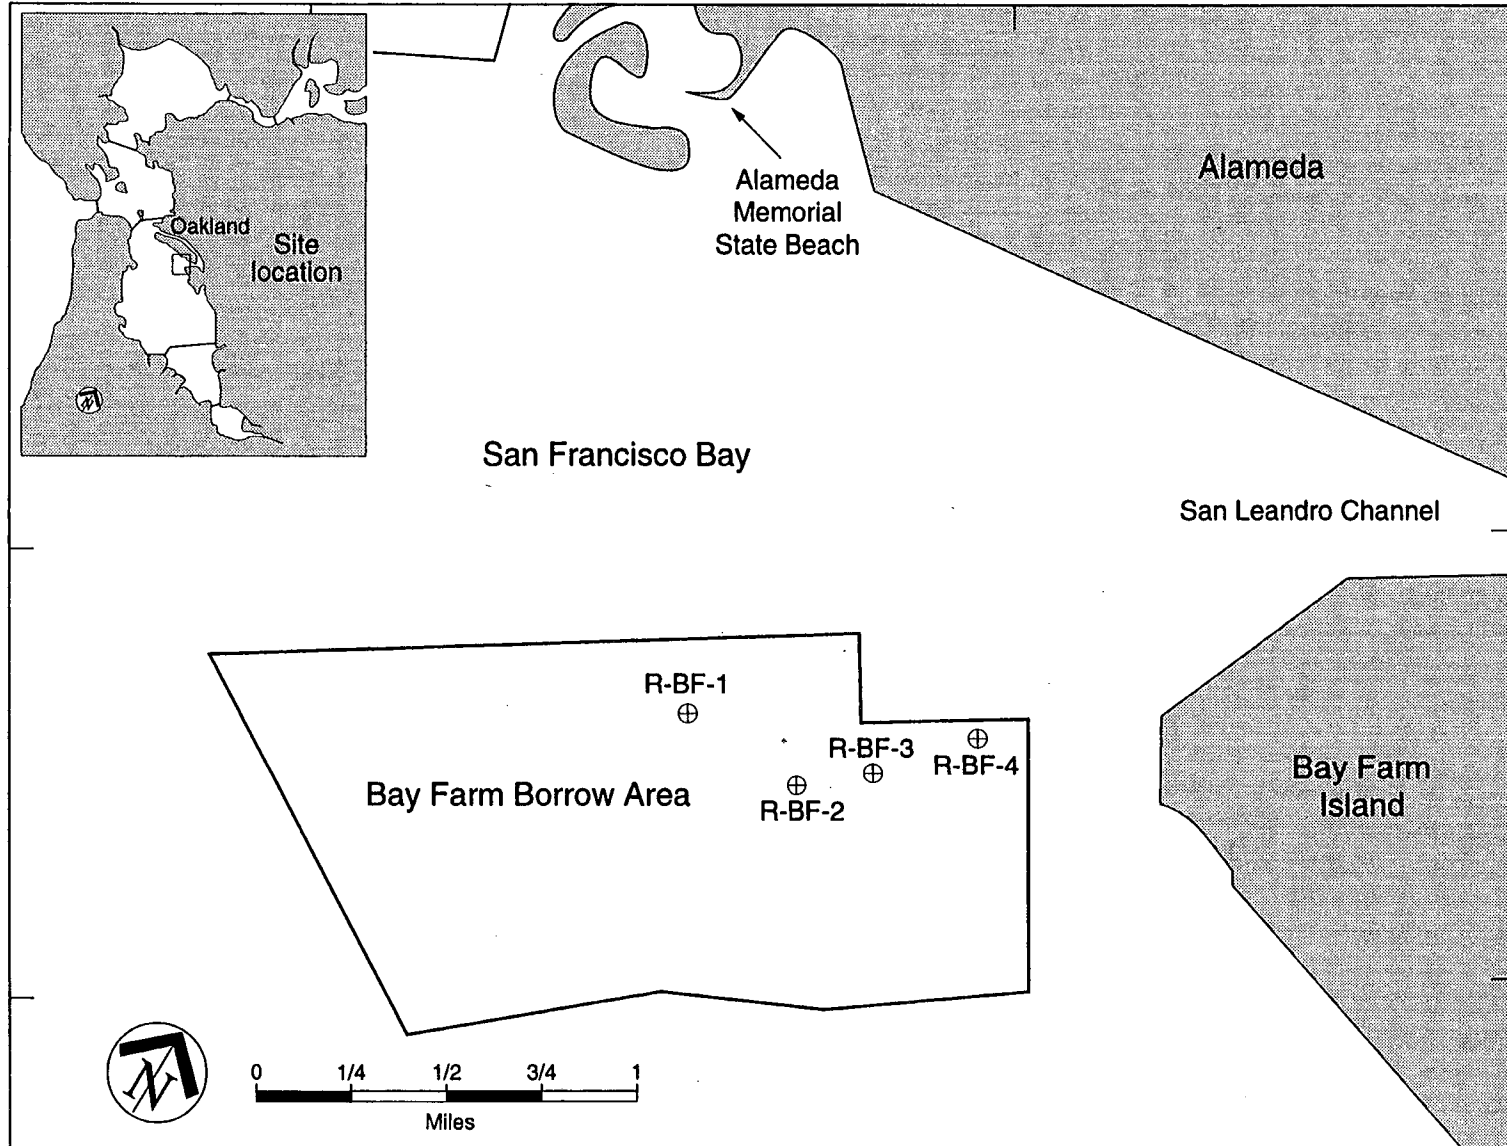 Oakland
Site
location
N
Alameda
Memorial
State Beach
Alameda
San Francisco Bay
San Leandro Channel
R-BF-1
R-BF-3
R-BF-4
Bay Farm Borrow Area
R-BF-2
Bay Farm
Island
N
0 1/4 1/2 3/4 1
Miles